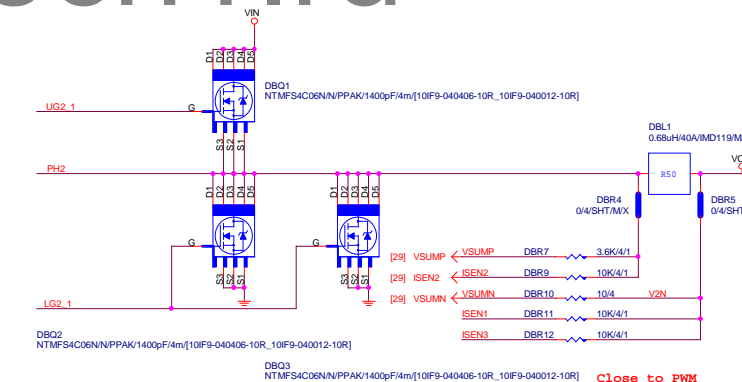 VIN
D1 D2 D3 D4 D5
DBQ1
NTMFS4C06N/N/PPAK/1400pF/4m/[10IF9-040406-10R_10IF9-040012-10R]
UG2_1
G
S3 S2 S1
DBL1
0.68uH/40A/IMD119/M
PH2
R50
D1 D2 D3 D4 D5
D1 D2 D3 D4 D5
DBR4
0/4/SHT/M/X
DBR5
0/4/SHT
G
G
[29] VSUMP VSUMP DBR7 3.6K/4/1
[29] ISEN2 ISEN2 DBR9 10K/4/1
S3 S2 S1
S3 S2 S1
[29] VSUMN VSUMN DBR10 10/4 V2N
LG2_1
ISEN1 DBR11 10K/4/1
ISEN3 DBR12 10K/4/1
DBQ2
NTMFS4C06N/N/PPAK/1400pF/4m/[10IF9-040406-10R_10IF9-040012-10R]
DBQ3
NTMFS4C06N/N/PPAK/1400pF/4m/[10IF9-040406-10R_10IF9-040012-10R]
Close to PWM